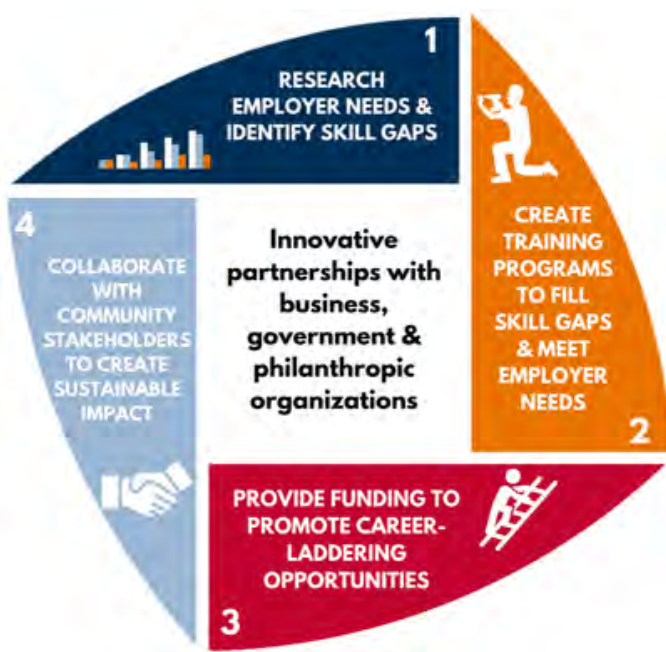 1
RESEARCH
EMPLOYER NEEDS &
IDENTIFY SKILL GAPS
CREATE
TRAINING
PROGRAMS
TO FILL
SKILL GAPS
& MEET
EMPLOYER
NEEDS
2
PROVIDE FUNDING TO
PROMOTE CAREER-
LADDERING
OPPORTUNITIES
3
4
COLLABORATE
WITH
COMMUNITY
STAKEHOLDERS
TO CREATE
SUSTAINABLE
IMPACT
Innovative
partnerships with
business,
government &
philanthropic
organizations